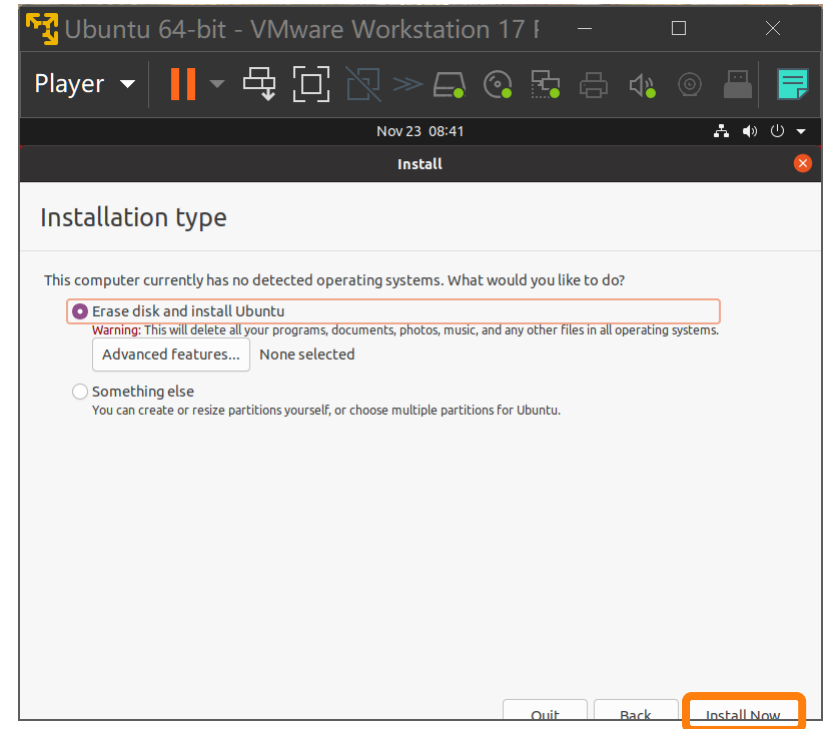 Ubuntu 64-bit - VMware Workstation 17
Player
Nov 23 08:41
Install
Installation type
This computer currently has no detected operating systems. What would you like to do?
Erase disk and install Ubuntu
Warning: This will delete all your programs, documents, photos, music, and any other files in all operating systems.
Advanced features... None selected
Something else
You can create or resize partitions yourself, or choose multiple partitions for Ubuntu.
Quit Back Install Now